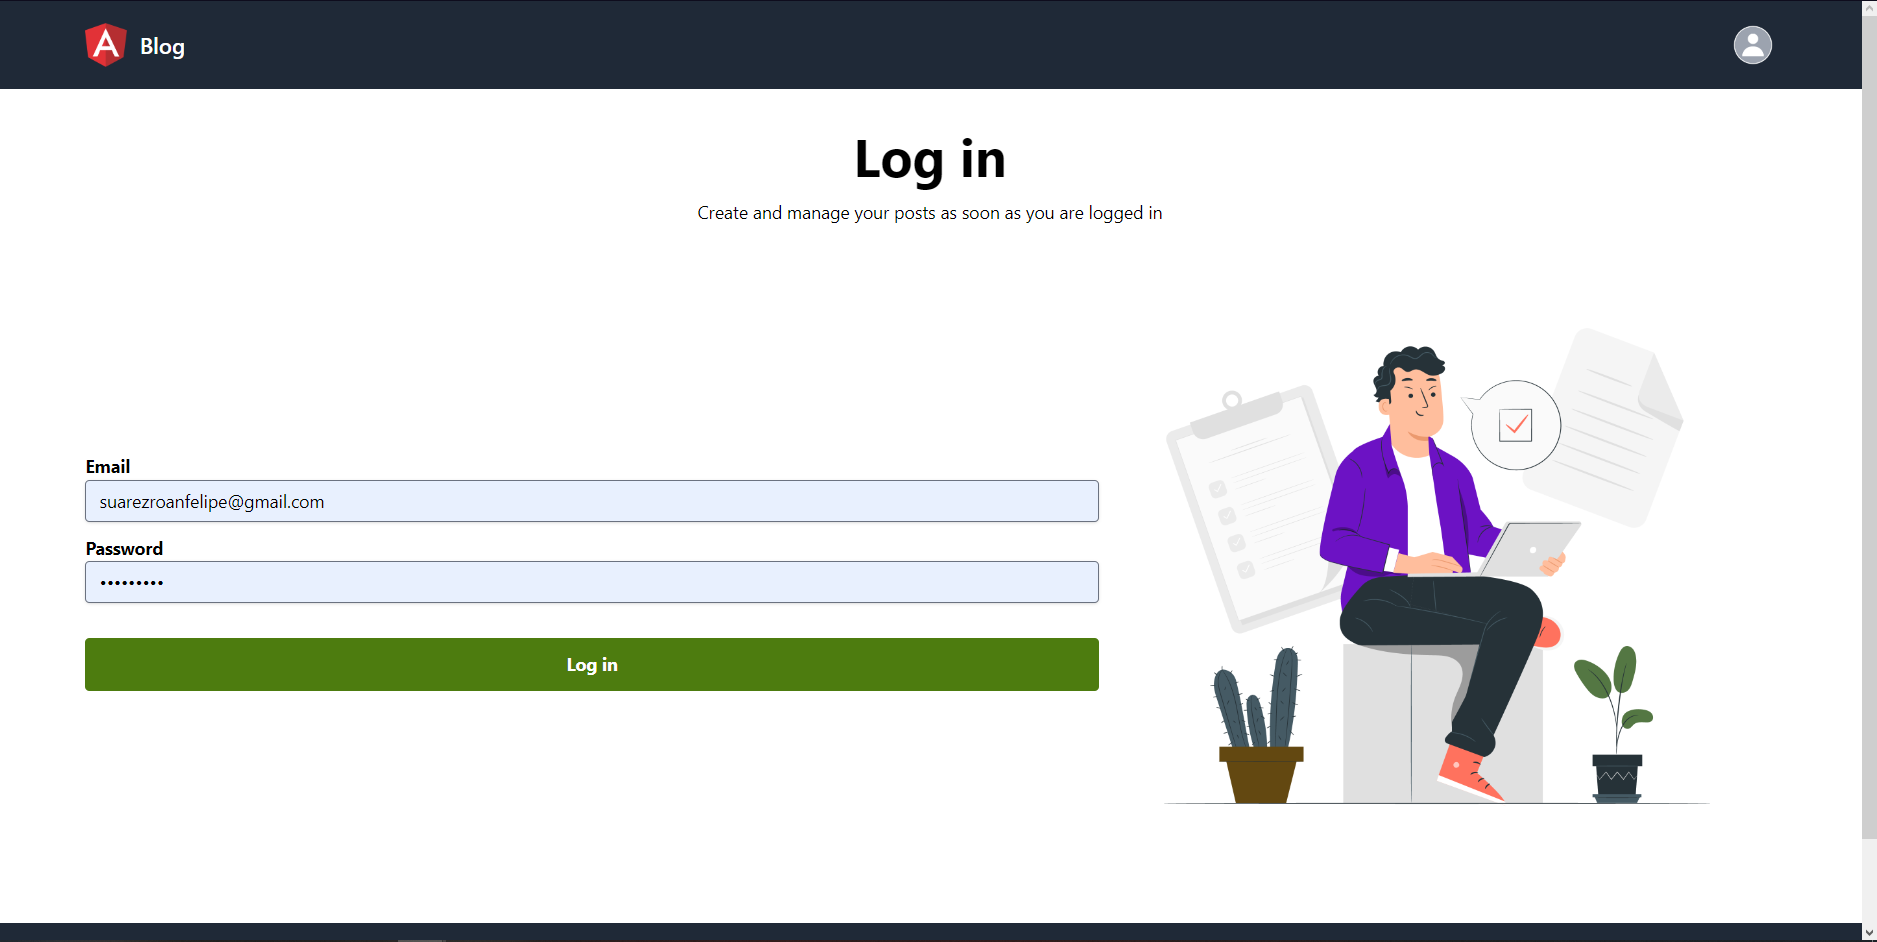 Blog
Log in
Create and manage your posts as soon as you are logged in
Email
suarezroanfelipe@gmail.com
Password
•••••••••
Log in